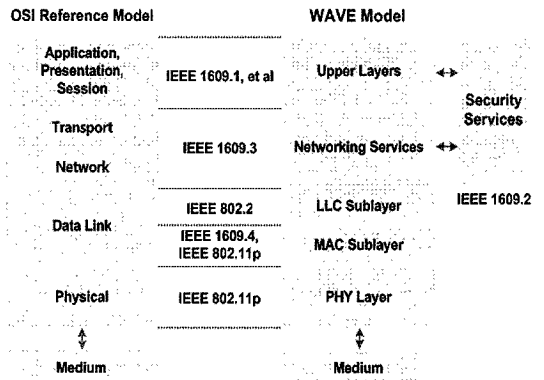 OSI Reference Model
WAVE Model
Application,
Presentation,
Session
IEEE 1609.1, et al
Upper Layers
Security
Services
Transport
Network
IEEE 1609.3
Networking Services
IEEE 1609.2
Data Link
IEEE 802.2
LLC Sublayer
IEEE 1609.4,
IEEE 802.11p
MAC Sublayer
Physical
IEEE 802.11p
PHY Layer
Medium
Medium